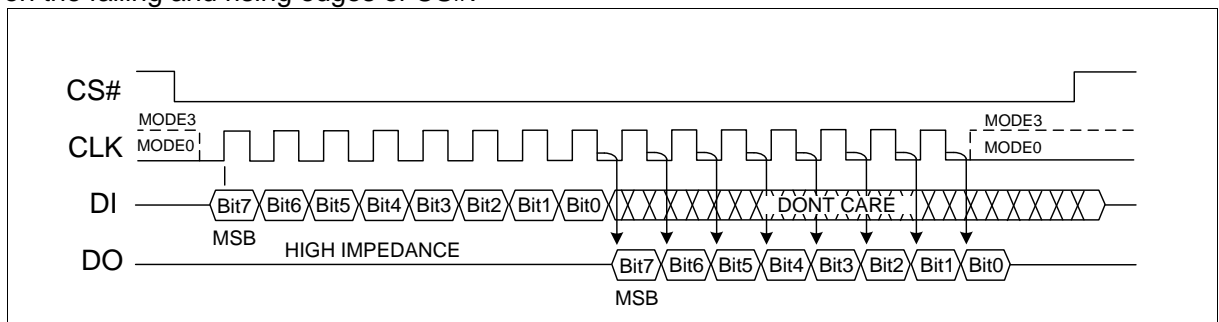 on the falling and rising edges of CS#.
CS#
MODE3
MODE3
CLK
MODE0
MODE0
DI
Bit7
Bit6
Bit5
Bit4
Bit3
Bit2
Bit1
Bit0
DONT CARE
MSB
HIGH IMPEDANCE
DO
Bit7
Bit6
Bit5
Bit4
Bit3
Bit2
Bit1
Bit0
MSB